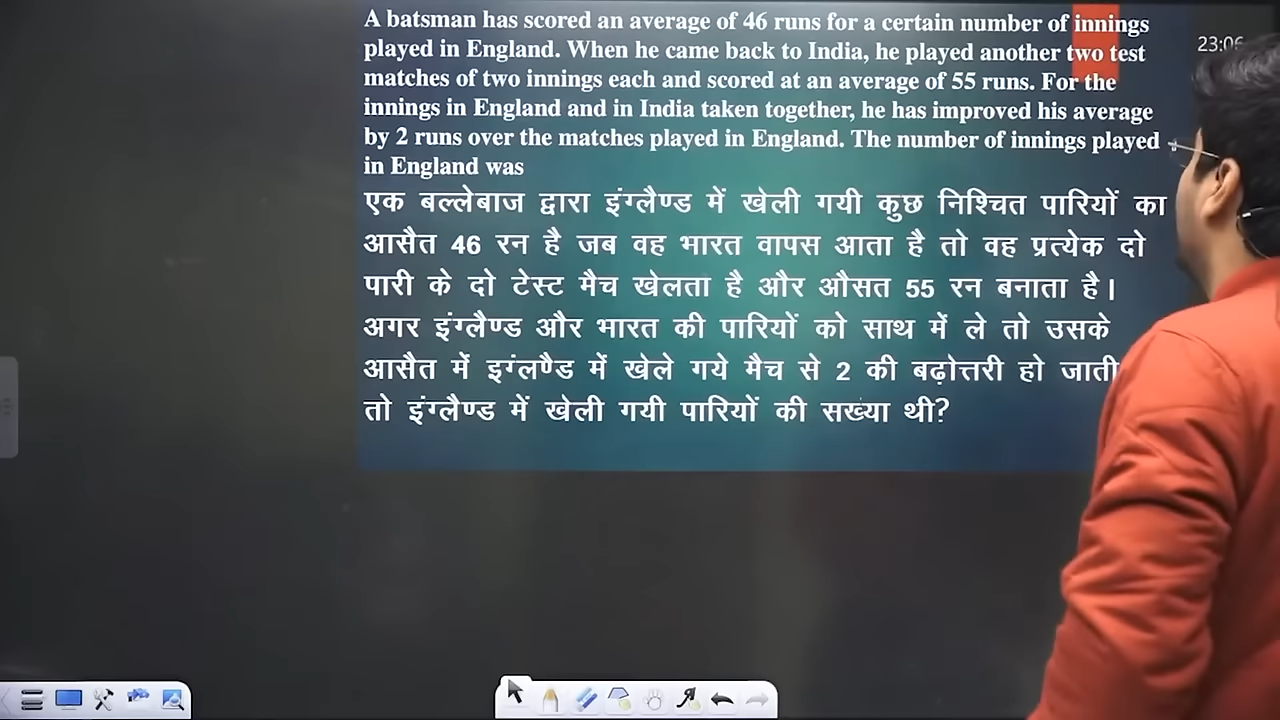 A batsman has scored an average of 46 runs for a certain number of innings
played in England. When he came back to India, he played another two test
matches of two innings each and scored at an average of 55 runs. For the
innings in England and in India taken together, he has improved his average
by 2 runs over the matches played in England. The number of innings played
in England was
एक बल्लेबाज द्वारा इंग्लैण्ड में खेली गयी कुछ निश्चित पारियों का
आसैत 46 रन है जब वह भारत वापस आता है तो वह प्रत्येक दो
पारी के दो टेस्ट मैच खेलता है और औसत 55 रन बनाता है।
अगर इंग्लैण्ड और भारत की पारियों को साथ में ले तो उसके
आसैत में इग्ंलण्ैड में खेले गये मैच से 2 की बढ़ोत्तरी हो जाती
तो इंग्लैण्ड में खेली गयी पारियों की सख्ंया थी?
23:06